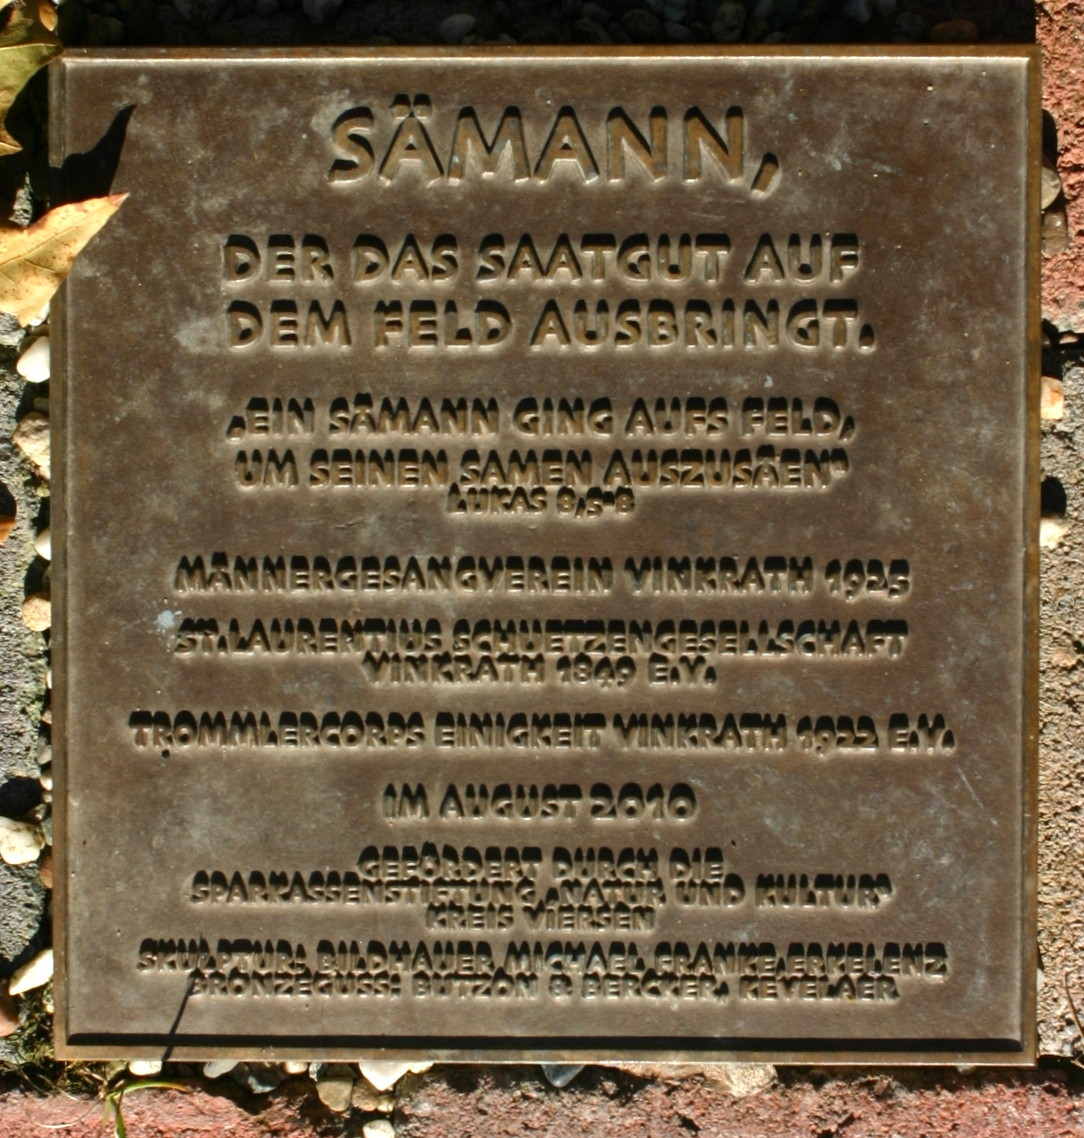 SÄMANN,
DER DAS SAATGUT AUF
DEM FELD AUSBRINGT.
„EIN SÄMANN GING AUFS FELD,
UM SEINEN SAMEN AUSZUSÄEN"
LUKAS 8,5-8
MÄNNERGESANGVEREIN VINKRATH 1925
ST.LAURENTIUS SCHUETZENGESELLSCHAFT
VINKRATH 1849 E.V.
TROMMLERCORPS EINIGKEIT VINKRATH 1922 E.V.
IM AUGUST 2010
GEFÖRDERT DURCH DIE
SPARKASSENSTIFTUNG „NATUR UND KULTUR"
KREIS VIERSEN
SKULPTUR: BILDHAUER MICHAEL FRANKE,ERKELENZ
BRONZEGUSS: BUTZON & BERCKER, KEVELAER